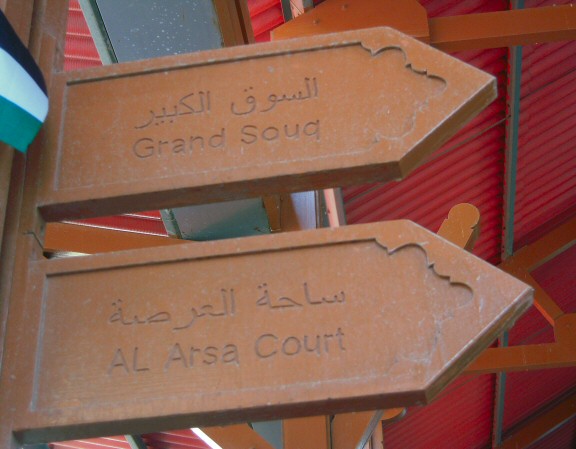 السوق الكبير
Grand Souq
ساحة العرصة
AL Arsa Court